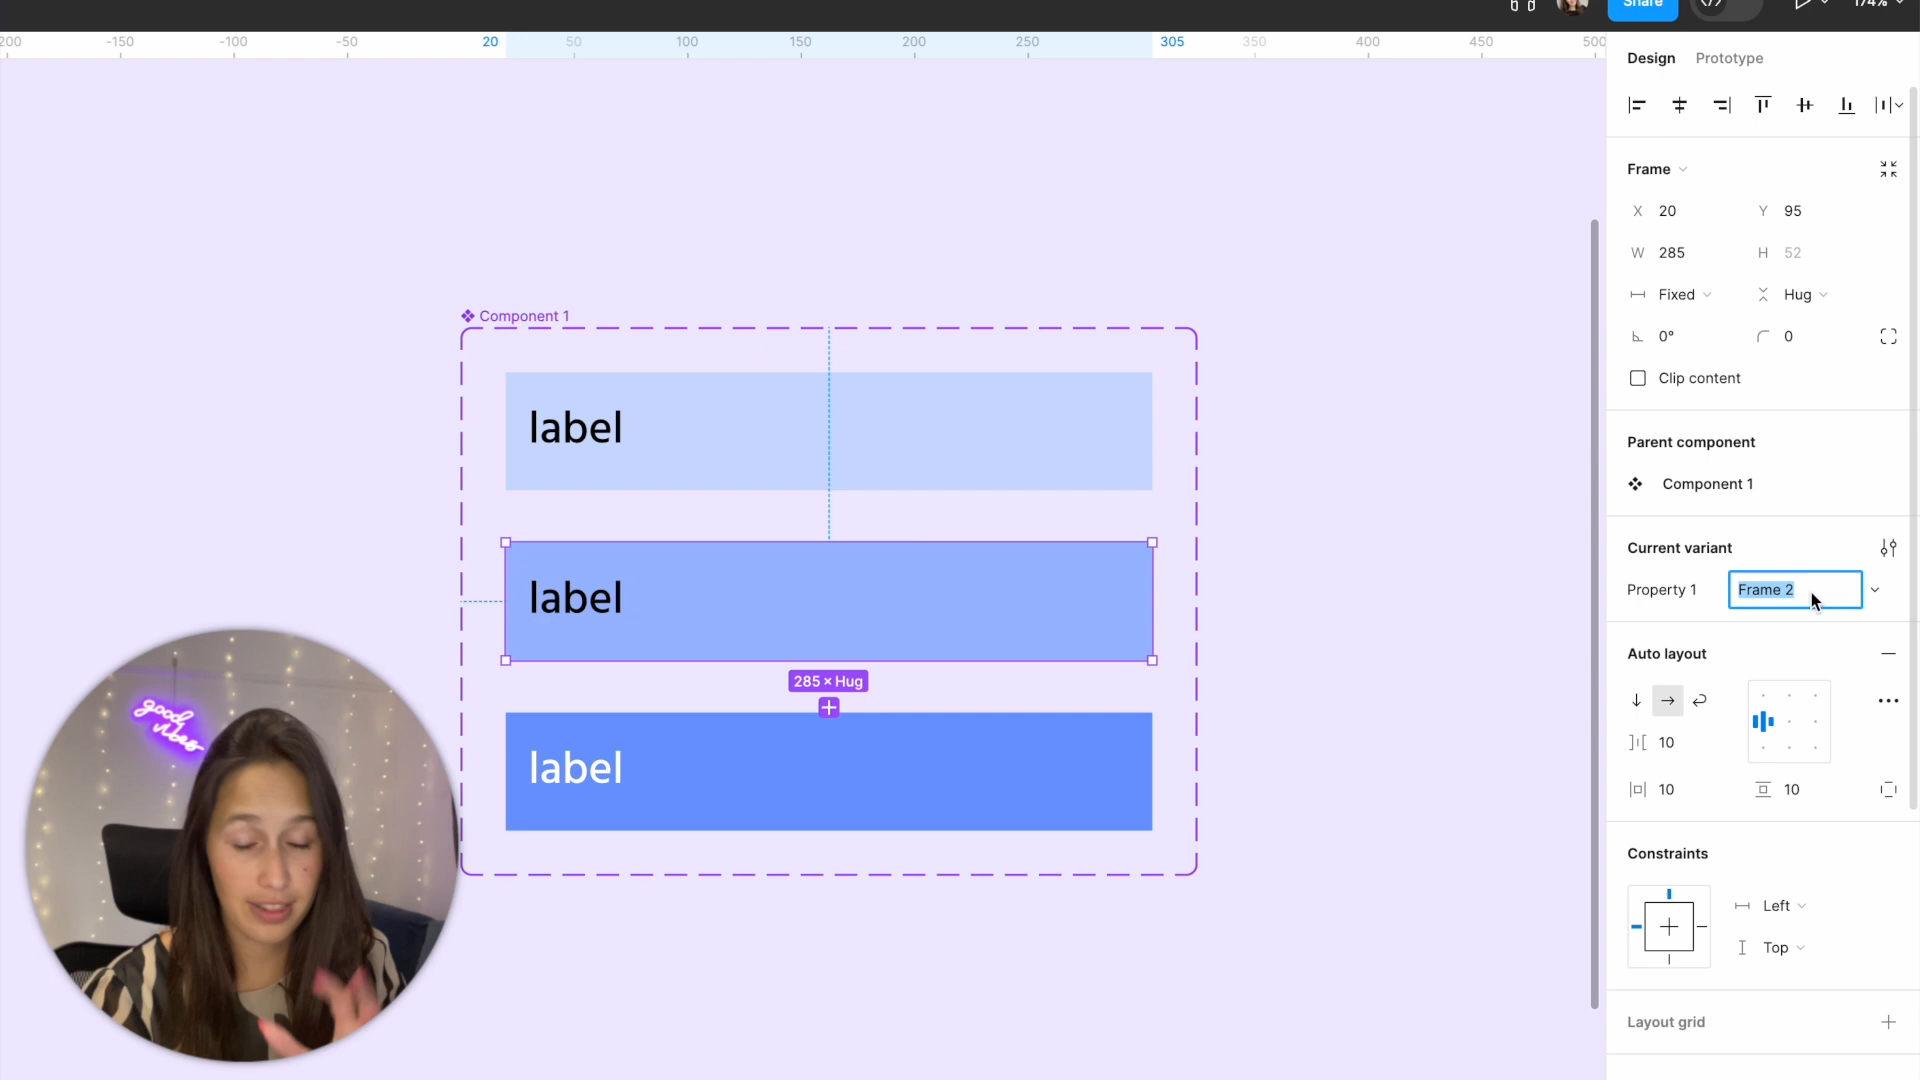 Share
174%
200 -150 -100 -50 20 50 100 150 200 250 305 350 400 450 500
Design Prototype
Frame
X 20 Y 95
W 285 H 52
Fixed Hug
0° 0
Clip content
Parent component
Component 1
Current variant
Property 1 Frame 2
Auto layout
10
10 10
Constraints
Left
Top
Layout grid
Component 1
label
label
285 × Hug
label
good
vibes